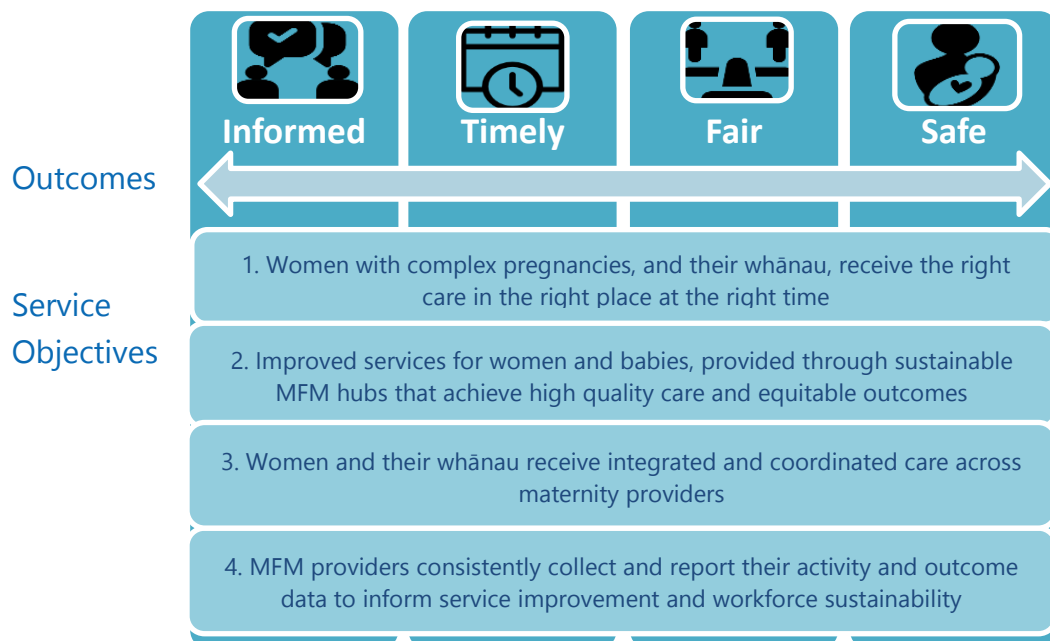 Informed
Timely
Fair
Safe
Outcomes
Service
Objectives
1. Women with complex pregnancies, and their whānau, receive the right
care in the right place at the right time
2. Improved services for women and babies, provided through sustainable
MFM hubs that achieve high quality care and equitable outcomes
3. Women and their whānau receive integrated and coordinated care across
maternity providers
4. MFM providers consistently collect and report their activity and outcome
data to inform service improvement and workforce sustainability